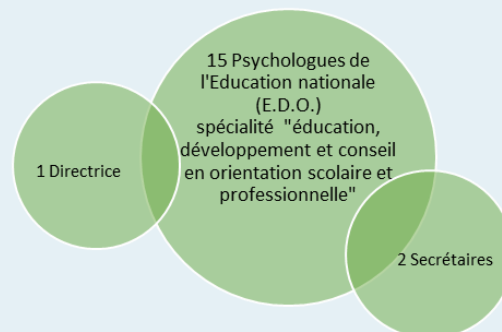 15 Psychologues de
l'Education nationale
(E.D.O.)
spécialité "éducation,
développement et conseil
en orientation scolaire et
professionnelle"
1 Directrice
2 Secrétaires